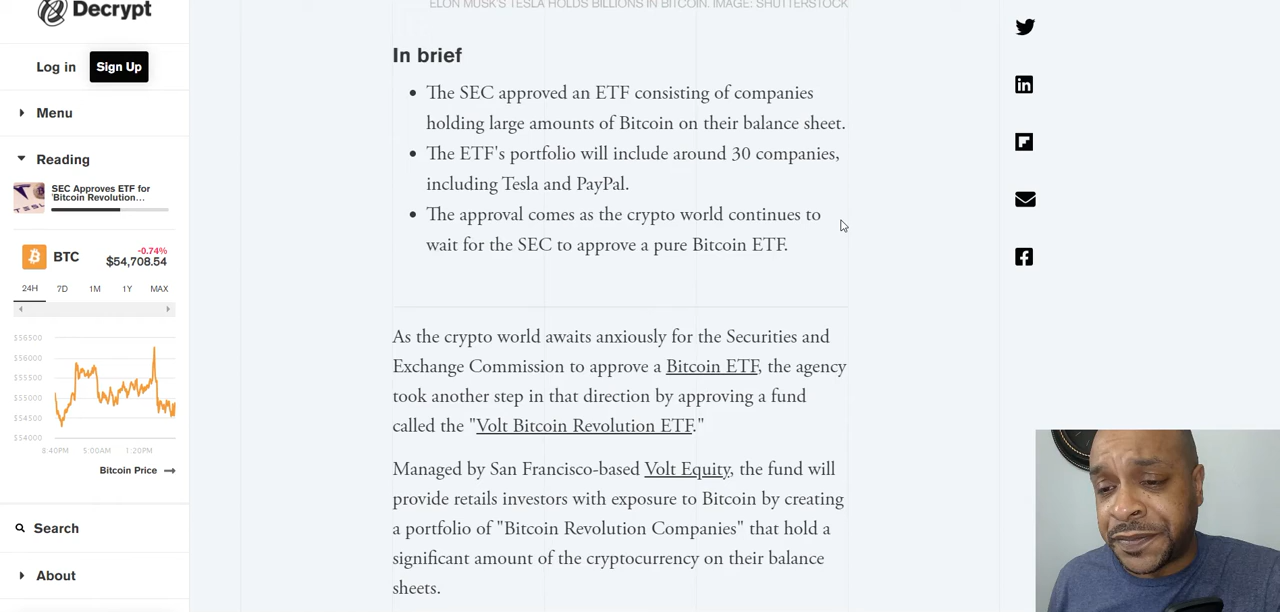 Decrypt
Log in
Sign Up
Menu
Reading
SEC Approves ETF for
'Bitcoin Revolution...
BTC
-0.74%
$54,708.54
24H 7D 1M 1Y MAX
$56500
$56000
$55500
$55000
$54500
$54000
8:40PM 5:00AM 1:20PM
Bitcoin Price
Search
About
ELON MUSK'S TESLA HOLDS BILLIONS IN BITCOIN. IMAGE: SHUTTERSTOCK
In brief
The SEC approved an ETF consisting of companies
holding large amounts of Bitcoin on their balance sheet.
The ETF's portfolio will include around 30 companies,
including Tesla and PayPal.
The approval comes as the crypto world continues to
wait for the SEC to approve a pure Bitcoin ETF.
As the crypto world awaits anxiously for the Securities and
Exchange Commission to approve a Bitcoin ETF, the agency
took another step in that direction by approving a fund
called the "Volt Bitcoin Revolution ETF."
Managed by San Francisco-based Volt Equity, the fund will
provide retails investors with exposure to Bitcoin by creating
a portfolio of "Bitcoin Revolution Companies" that hold a
significant amount of the cryptocurrency on their balance
sheets.